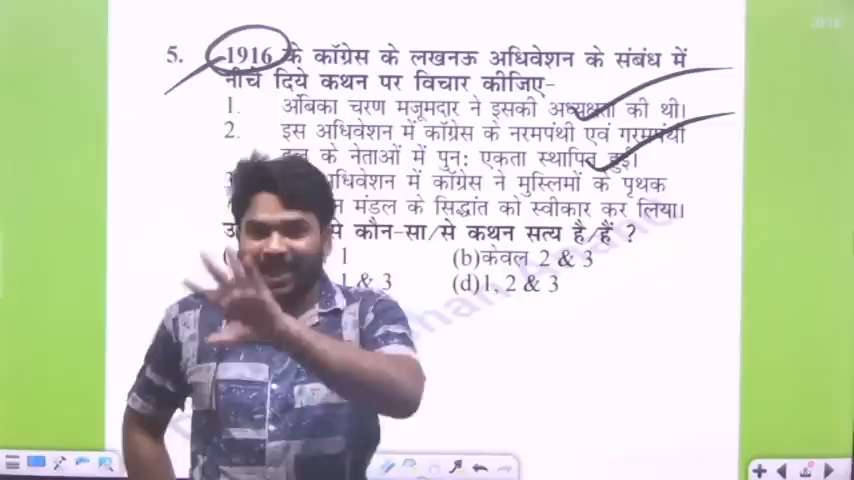 5. 1916 के कॉंग्रेस के लखनऊ अधिवेशन के संबंध में
नीचे दिये कथन पर विचार कीजिए-
1. अंबिका चरण मजूमदार ने इसकी अध्यक्षता की थी।
2. इस अधिवेशन में कॉंग्रेस के नरमपंथी एवं गरमपंथी
दल के नेताओं में पुन: एकता स्थापित हुई।
अधिवेशन में कॉंग्रेस ने मुस्लिमों के पृथक
मंडल के सिद्धांत को स्वीकार कर लिया।
से कौन-सा/से कथन सत्य है/हैं ?
1 (b) केवल 2 & 3
1 & 3 (d) 1, 2 & 3